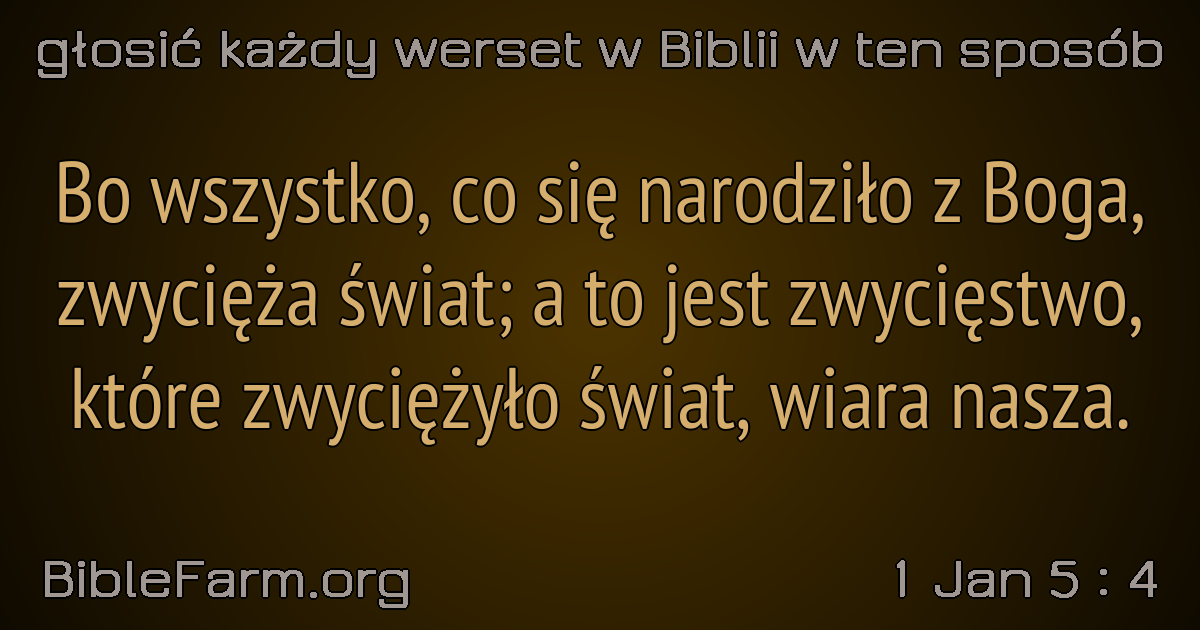 głosić każdy werset w Biblii w ten sposób
Bo wszystko, co się narodziło z Boga,
zwycięża świat; a to jest zwycięstwo,
które zwyciężyło świat, wiara nasza.
BibleFarm.org
1 Jan 5 : 4